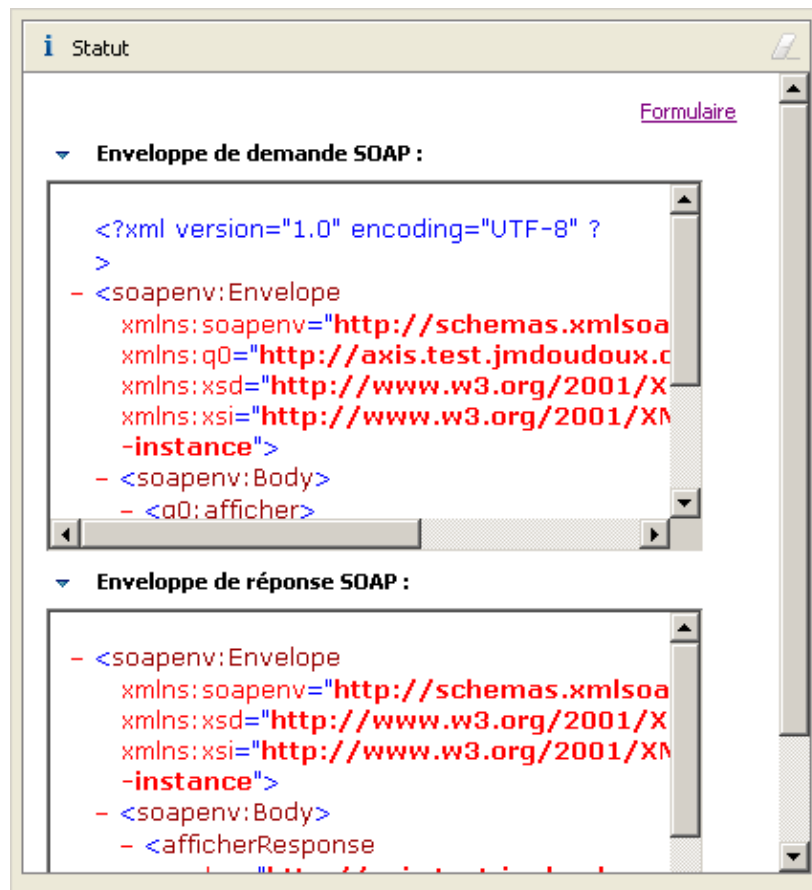 i Statut
Formulaire
Enveloppe de demande SOAP :
<?xml version="1.0" encoding="UTF-8" ?
>
– <soapenv:Envelope
xmlns:soapenv="http://schemas.xmlsoa
xmlns:q0="http://axis.test.jmdoudoux.
xmlns:xsd="http://www.w3.org/2001/X
xmlns:xsi="http://www.w3.org/2001/XM
-instance">
– <soapenv:Body>
– <q0:afficher>
Enveloppe de réponse SOAP :
– <soapenv:Envelope
xmlns:soapenv="http://schemas.xmlsoa
xmlns:xsd="http://www.w3.org/2001/X
xmlns:xsi="http://www.w3.org/2001/XM
-instance">
– <soapenv:Body>
– <afficherResponse